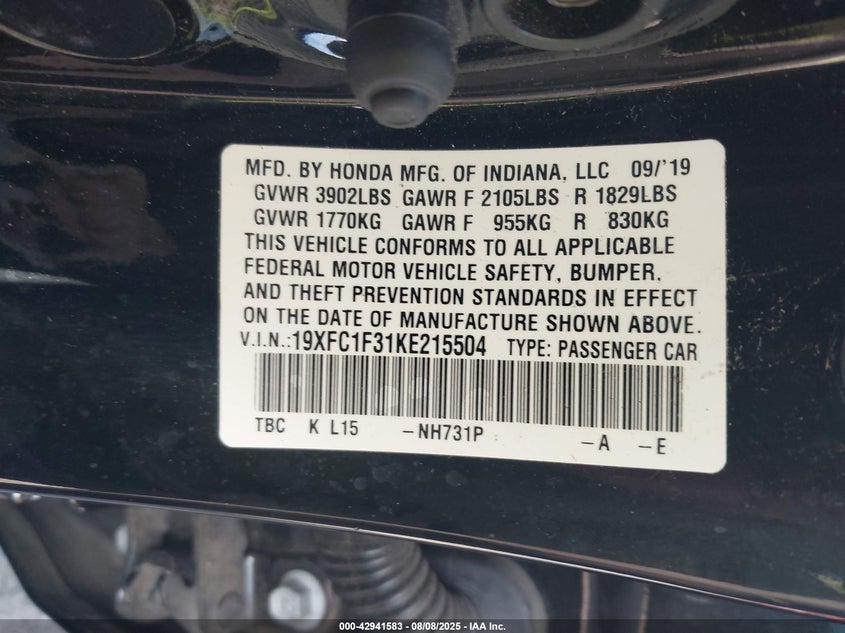 MFD. BY HONDA MFG. OF INDIANA, LLC 09/'19
GVWR 3902LBS GAWR F 2105LBS R 1829LBS
GVWR 1770KG GAWR F 955KG R 830KG
THIS VEHICLE CONFORMS TO ALL APPLICABLE
FEDERAL MOTOR VEHICLE SAFETY, BUMPER,
AND THEFT PREVENTION STANDARDS IN EFFECT
ON THE DATE OF MANUFACTURE SHOWN ABOVE.
V.I.N.:19XFC1F31KE215504 TYPE: PASSENGER CAR
TBC K L15 -NH731P -A -E
000-42941583 - 08/08/2025 - IAA Inc.